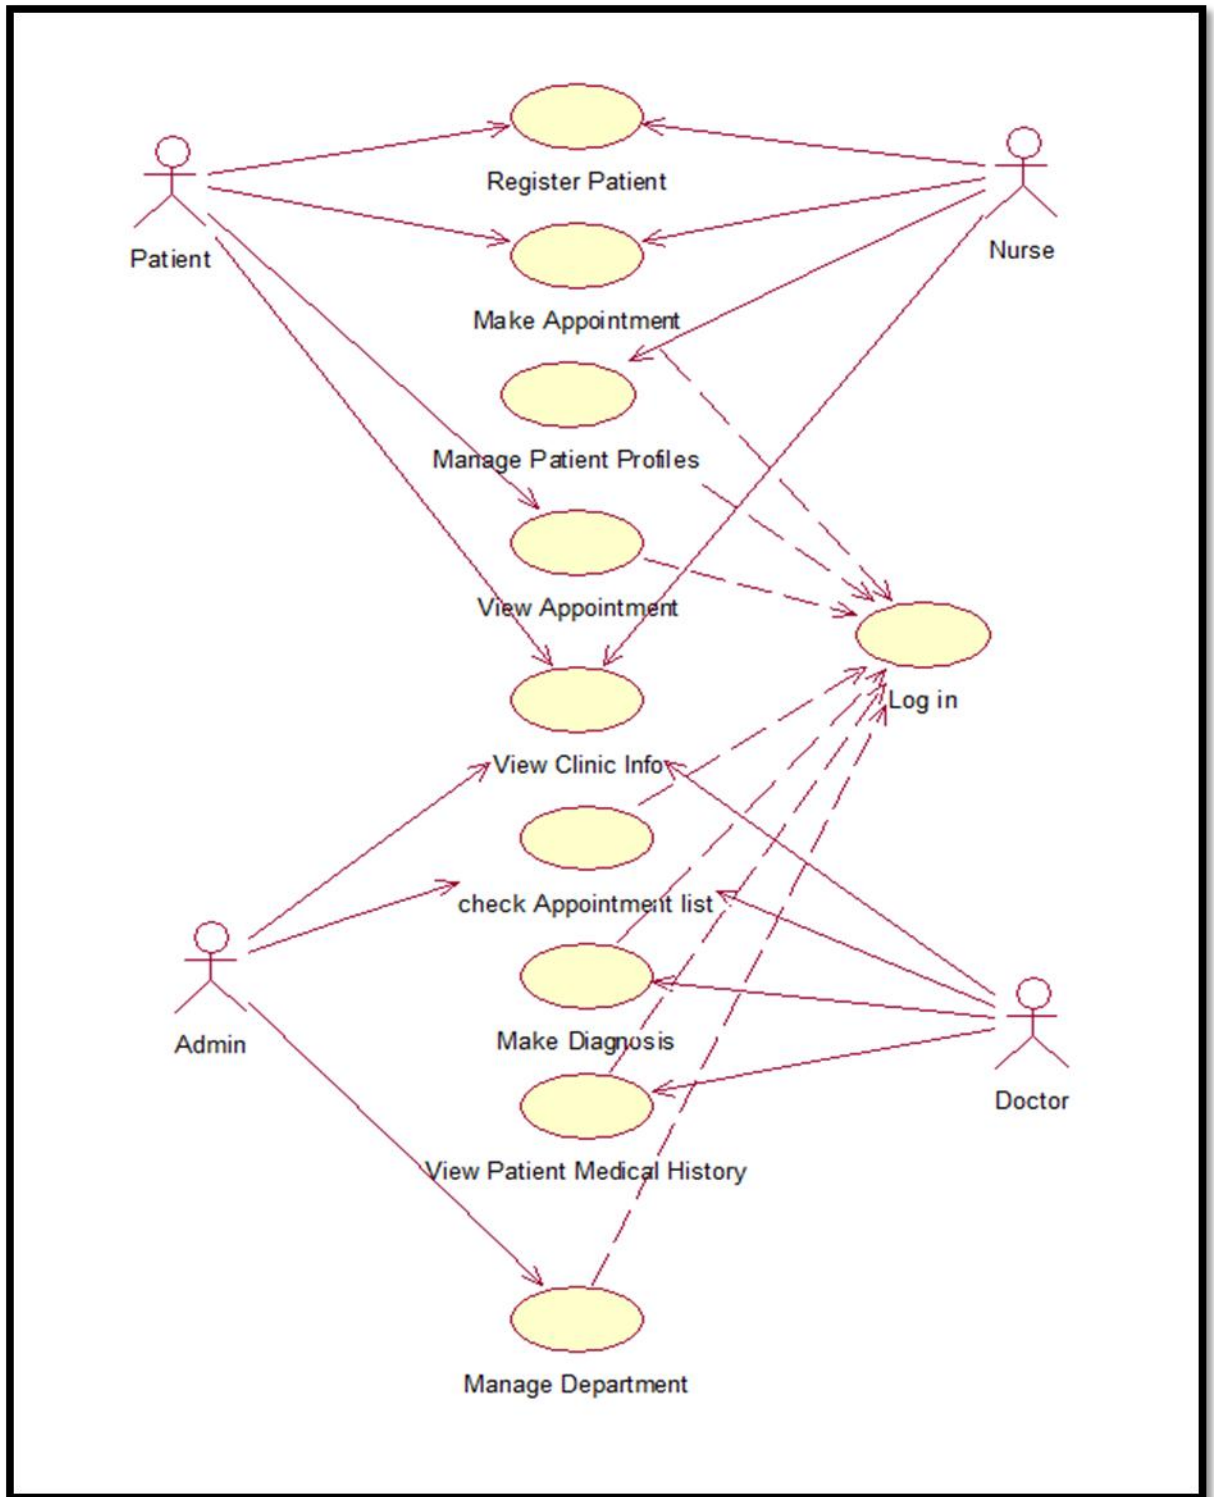 Register Patient
Patient
Nurse
Make Appointment
Manage Patient Profiles
View Appointment
Log in
View Clinic Info
check Appointment list
Admin
Make Diagnosis
Doctor
View Patient Medical History
Manage Department